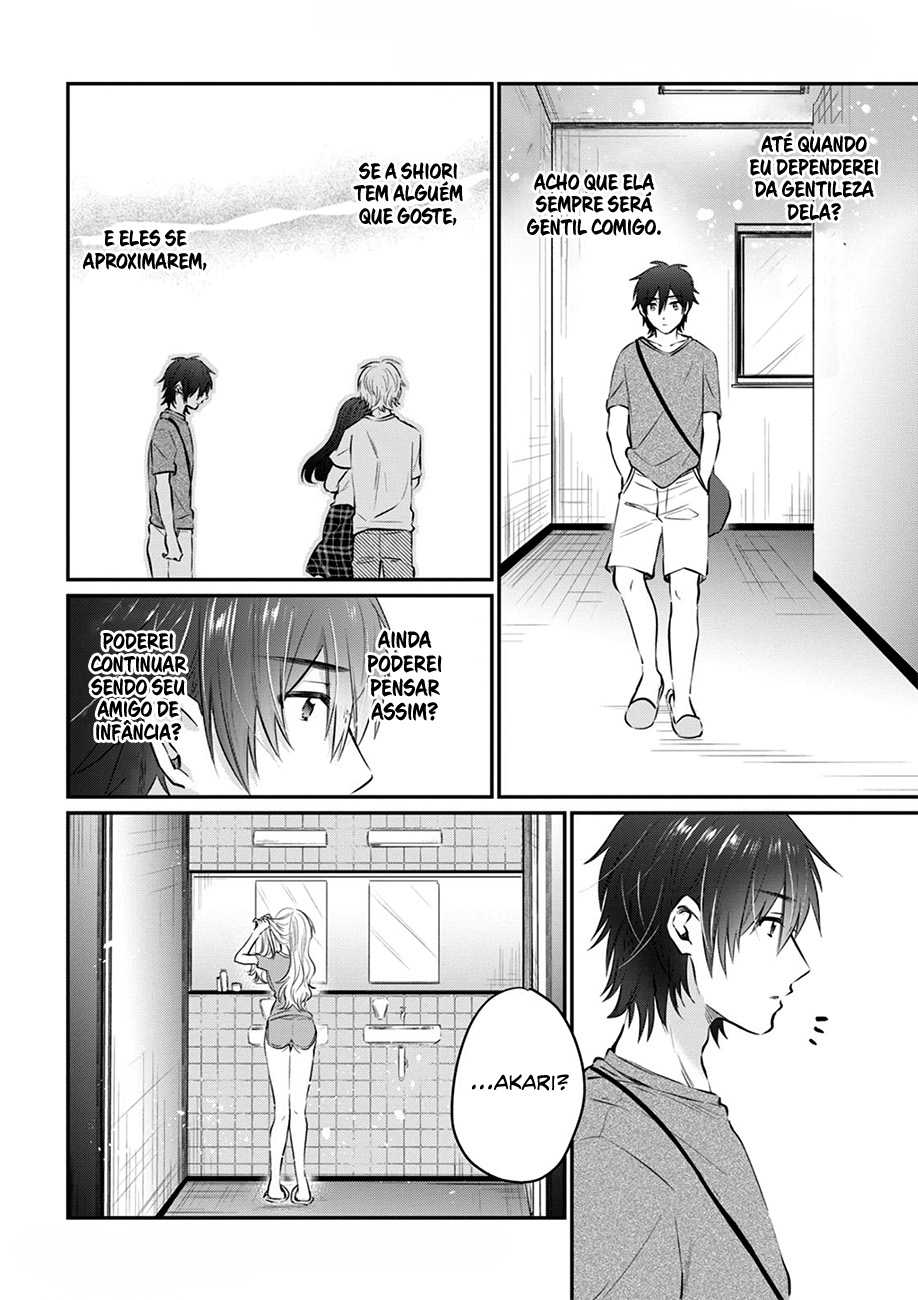 ATÉ QUANDO
EU DEPENDEREI
DA GENTILEZA
DELA?
ACHO QUE ELA
SEMPRE SERÁ
GENTIL COMIGO.
SE A SHIORI
TEM ALGUÉM
QUE GOSTE,
E ELES SE
APROXIMAREM,
AINDA
PODEREI
PENSAR
ASSIM?
PODEREI
CONTINUAR
SENDO SEU
AMIGO DE
INFÂNCIA?
...AKARI?